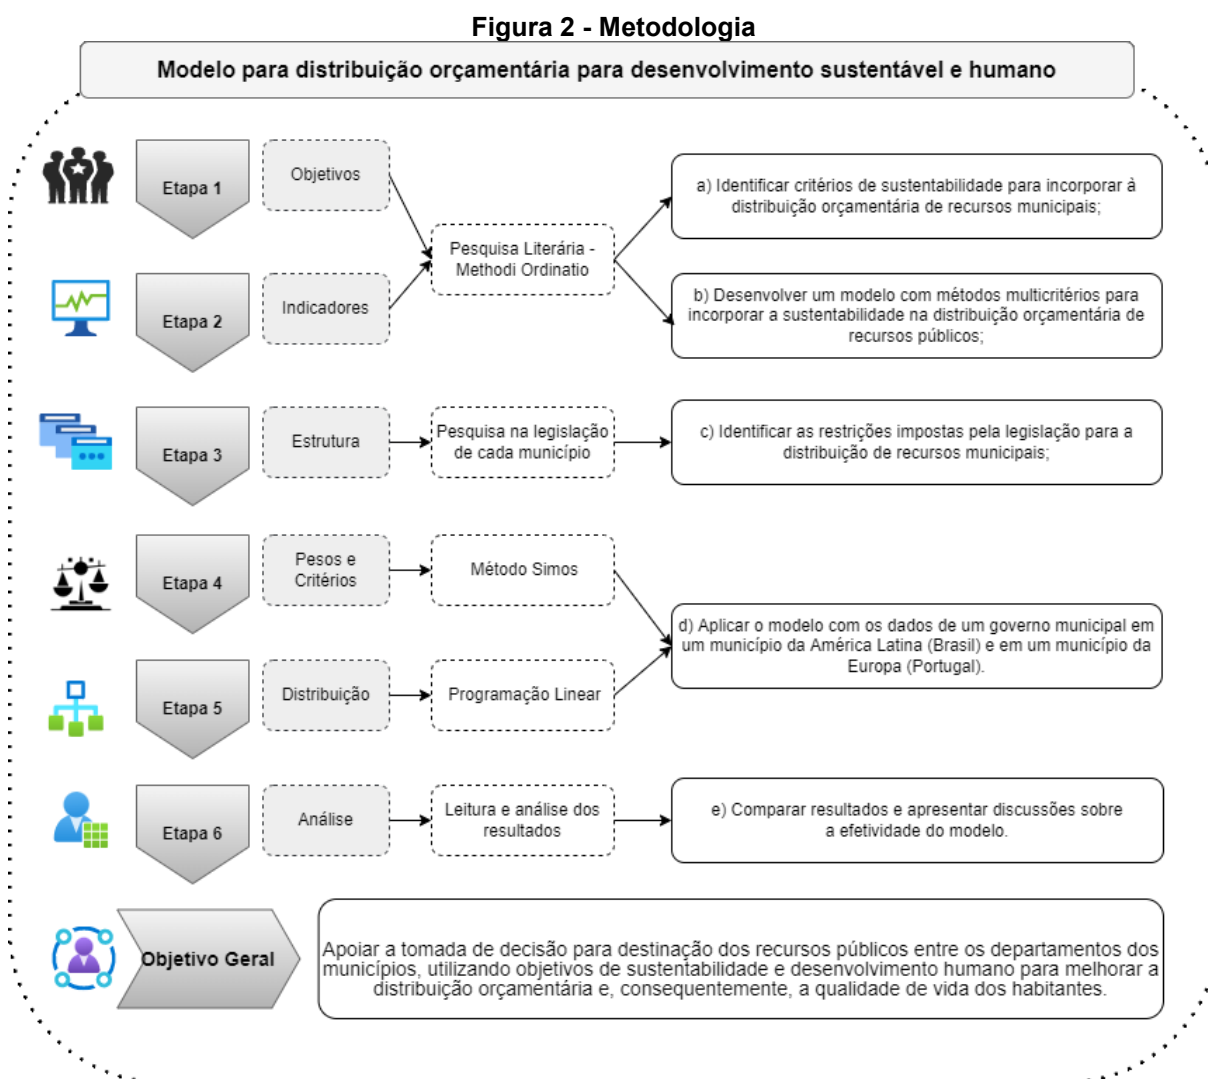 Figura 2 - Metodologia
Modelo para distribuição orçamentária para desenvolvimento sustentável e humano
Etapa 1
Objetivos
Pesquisa Literária -
Methodi Ordinatio
a) Identificar critérios de sustentabilidade para incorporar à
distribuição orçamentária de recursos municipais;
Etapa 2
Indicadores
b) Desenvolver um modelo com métodos multicritérios para
incorporar a sustentabilidade na distribuição orçamentária de
recursos públicos;
Etapa 3
Estrutura
Pesquisa na legislação
de cada município
c) Identificar as restrições impostas pela legislação para a
distribuição de recursos municipais;
Etapa 4
Pesos e
Critérios
Método Simos
d) Aplicar o modelo com os dados de um governo municipal em
um município da América Latina (Brasil) e em um município da
Europa (Portugal).
Etapa 5
Distribuição
Programação Linear
Etapa 6
Análise
Leitura e análise dos
resultados
e) Comparar resultados e apresentar discussões sobre
a efetividade do modelo.
Objetivo Geral
Apoiar a tomada de decisão para destinação dos recursos públicos entre os departamentos dos
municípios, utilizando objetivos de sustentabilidade e desenvolvimento humano para melhorar a
distribuição orçamentária e, consequentemente, a qualidade de vida dos habitantes.